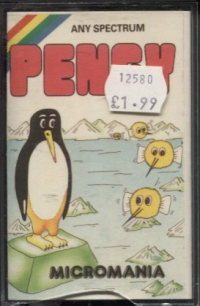 ANY SPECTRUM
PENGY
12580
£1.99
MICROMANIA